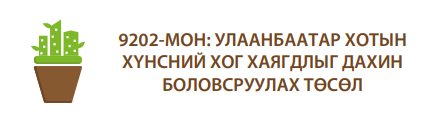 9202-МОН: УЛААНБААТАР ХОТЫН
ХҮНСНИЙ ХОГ ХАЯГДЛЫГ ДАХИН
БОЛОВСРУУЛАХ ТӨСӨЛ